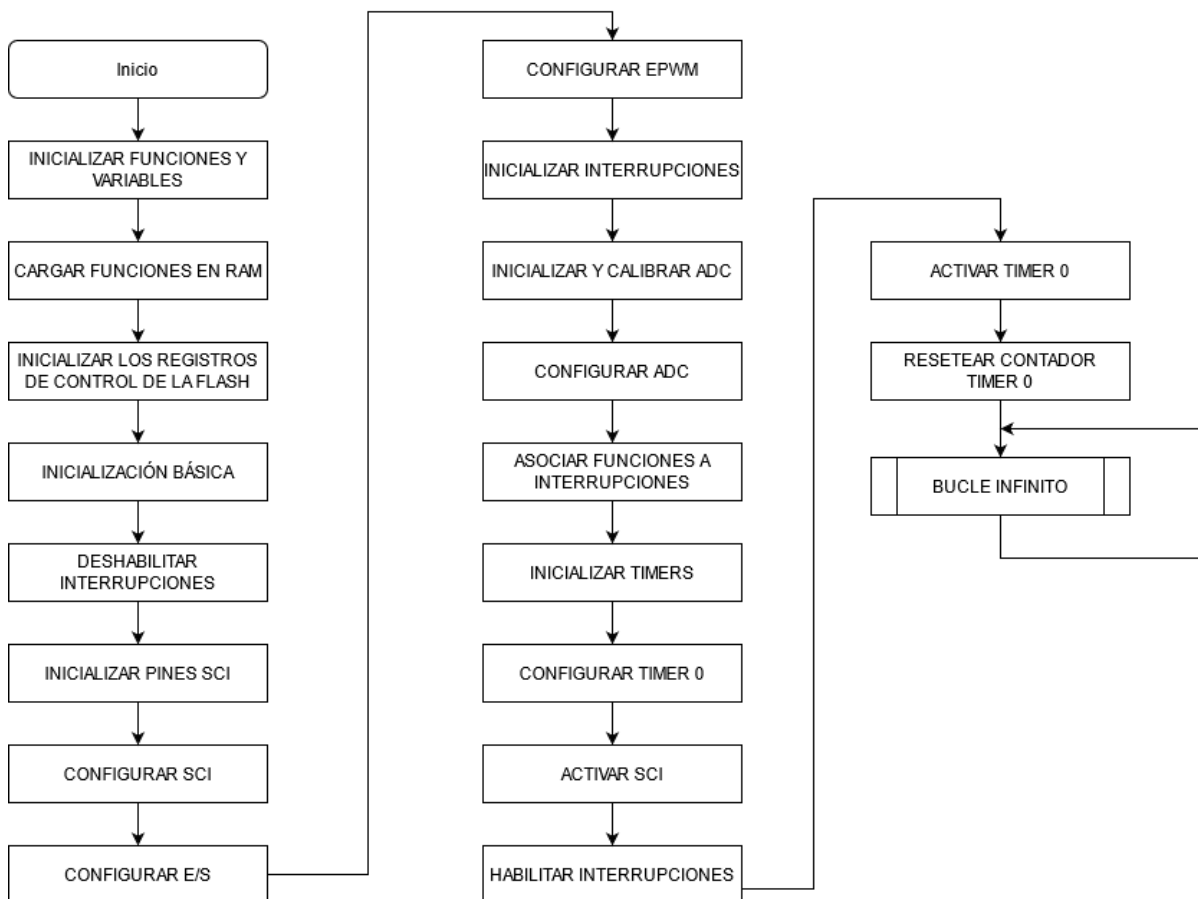 Inicio
INICIALIZAR FUNCIONES Y
VARIABLES
CARGAR FUNCIONES EN RAM
INICIALIZAR LOS REGISTROS
DE CONTROL DE LA FLASH
INICIALIZACIÓN BÁSICA
DESHABILITAR
INTERRUPCIONES
INICIALIZAR PINES SCI
CONFIGURAR SCI
CONFIGURAR E/S
CONFIGURAR EPWM
INICIALIZAR INTERRUPCIONES
INICIALIZAR Y CALIBRAR ADC
CONFIGURAR ADC
ASOCIAR FUNCIONES A
INTERRUPCIONES
INICIALIZAR TIMERS
CONFIGURAR TIMER 0
ACTIVAR SCI
HABILITAR INTERRUPCIONES
ACTIVAR TIMER 0
RESETEAR CONTADOR
TIMER 0
BUCLE INFINITO